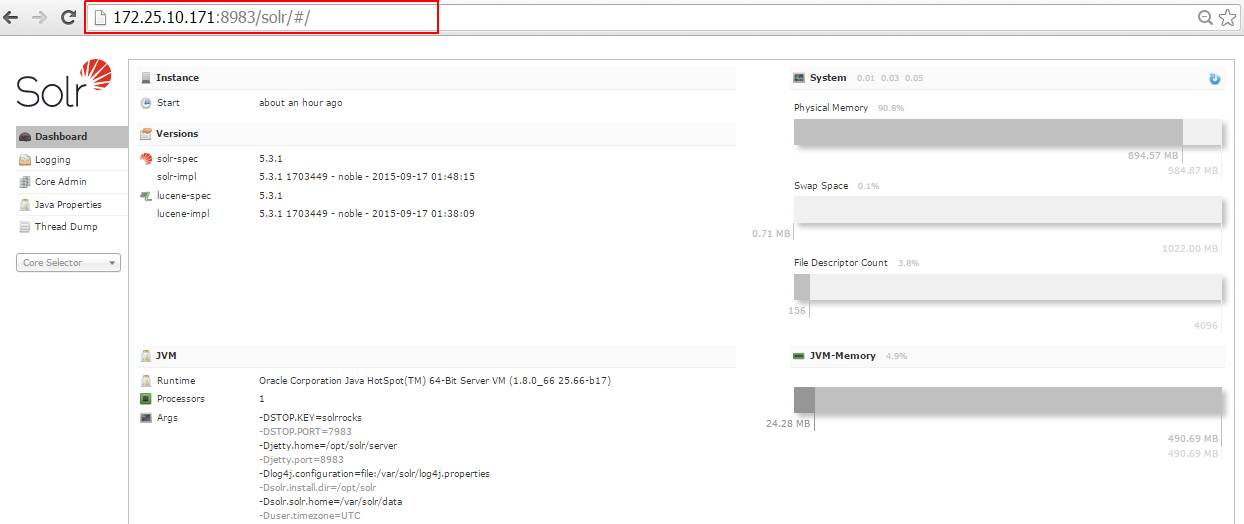 172.25.10.171:8983/solr/#/
Solr
Dashboard
Logging
Core Admin
Java Properties
Thread Dump
Core Selector
Instance
Start about an hour ago
Versions
solr-spec 5.3.1
solr-impl 5.3.1 1703449 - noble - 2015-09-17 01:48:15
lucene-spec 5.3.1
lucene-impl 5.3.1 1703449 - noble - 2015-09-17 01:38:09
System 0.01 0.03 0.05
Physical Memory 90.8%
894.57 MB
984.87 MB
Swap Space 0.1%
0.71 MB
1022.00 MB
File Descriptor Count 3.8%
156
4096
JVM
Runtime Oracle Corporation Java HotSpot(TM) 64-Bit Server VM (1.8.0_66 25.66-b17)
Processors 1
Args -DSTOP.KEY=solrrocks
-DSTOP.PORT=7983
-Djetty.home=/opt/solr/server
-Djetty.port=8983
-Dlog4j.configuration=file:/var/solr/log4j.properties
-Dsolr.install.dir=/opt/solr
-Dsolr.solr.home=/var/solr/data
-Duser.timezone=UTC
JVM-Memory 4.9%
24.28 MB
490.69 MB
490.69 MB